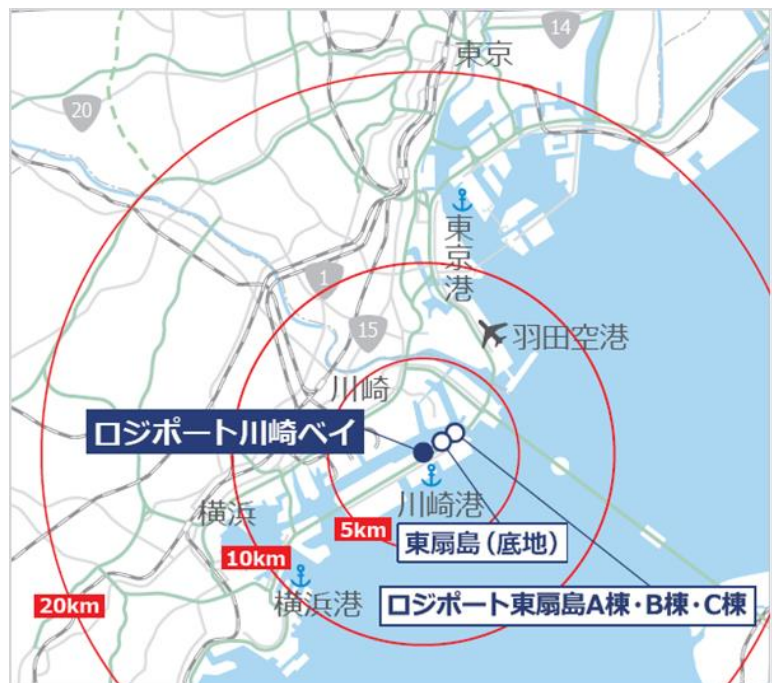 14
東京
20
東京港
1
羽田空港
15
川崎
ロジポート川崎ベイ
川崎港
横浜
5km
東扇島（底地）
10km
横浜港
20km
ロジポート東扇島A棟・B棟・C棟